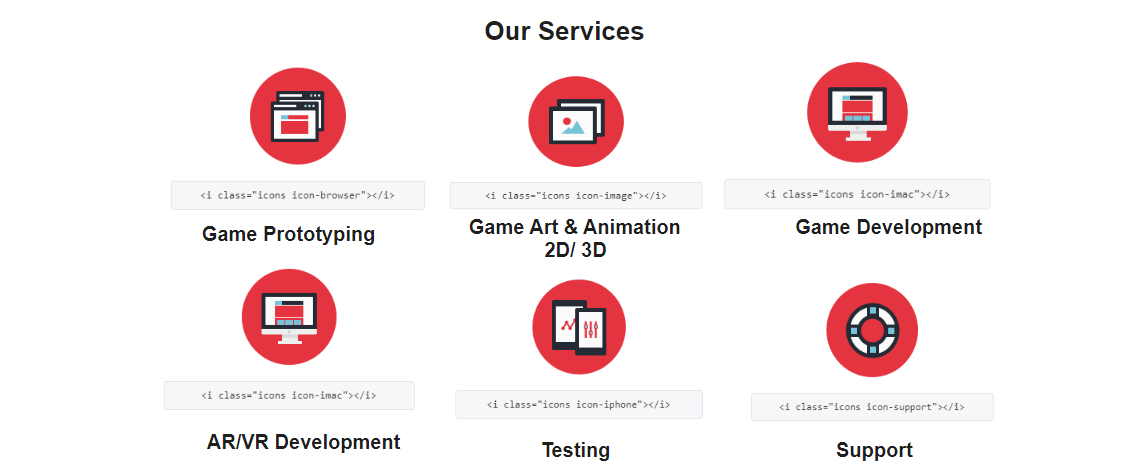 Our Services
<i class="icons icon-browser"></i>
<i class="icons icon-image"></i>
<i class="icons icon-imac"></i>
Game Prototyping
Game Art & Animation
2D/ 3D
Game Development
<i class="icons icon-imac"></i>
<i class="icons icon-iphone"></i>
<i class="icons icon-support"></i>
AR/VR Development
Testing
Support